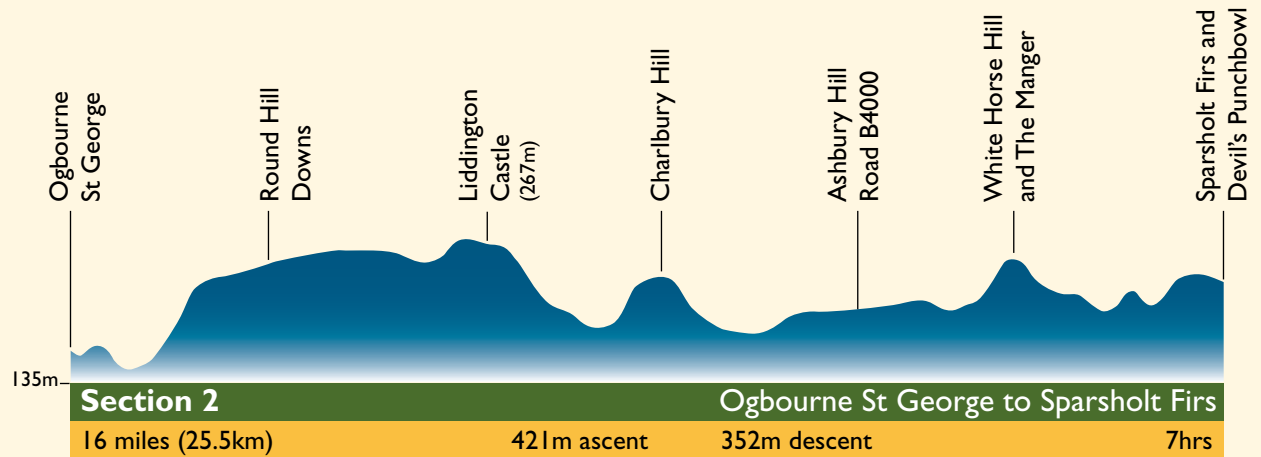 Ogbourne
St George
Round Hill
Downs
Liddington
Castle
(267m)
Charlbury Hill
Ashbury Hill
Road B4000
White Horse Hill
and The Manger
Sparsholt Firs and
Devil's Punchbowl
135m
Section 2
Ogbourne St George to Sparsholt Firs
16 miles (25.5km)
421m ascent
352m descent
7hrs